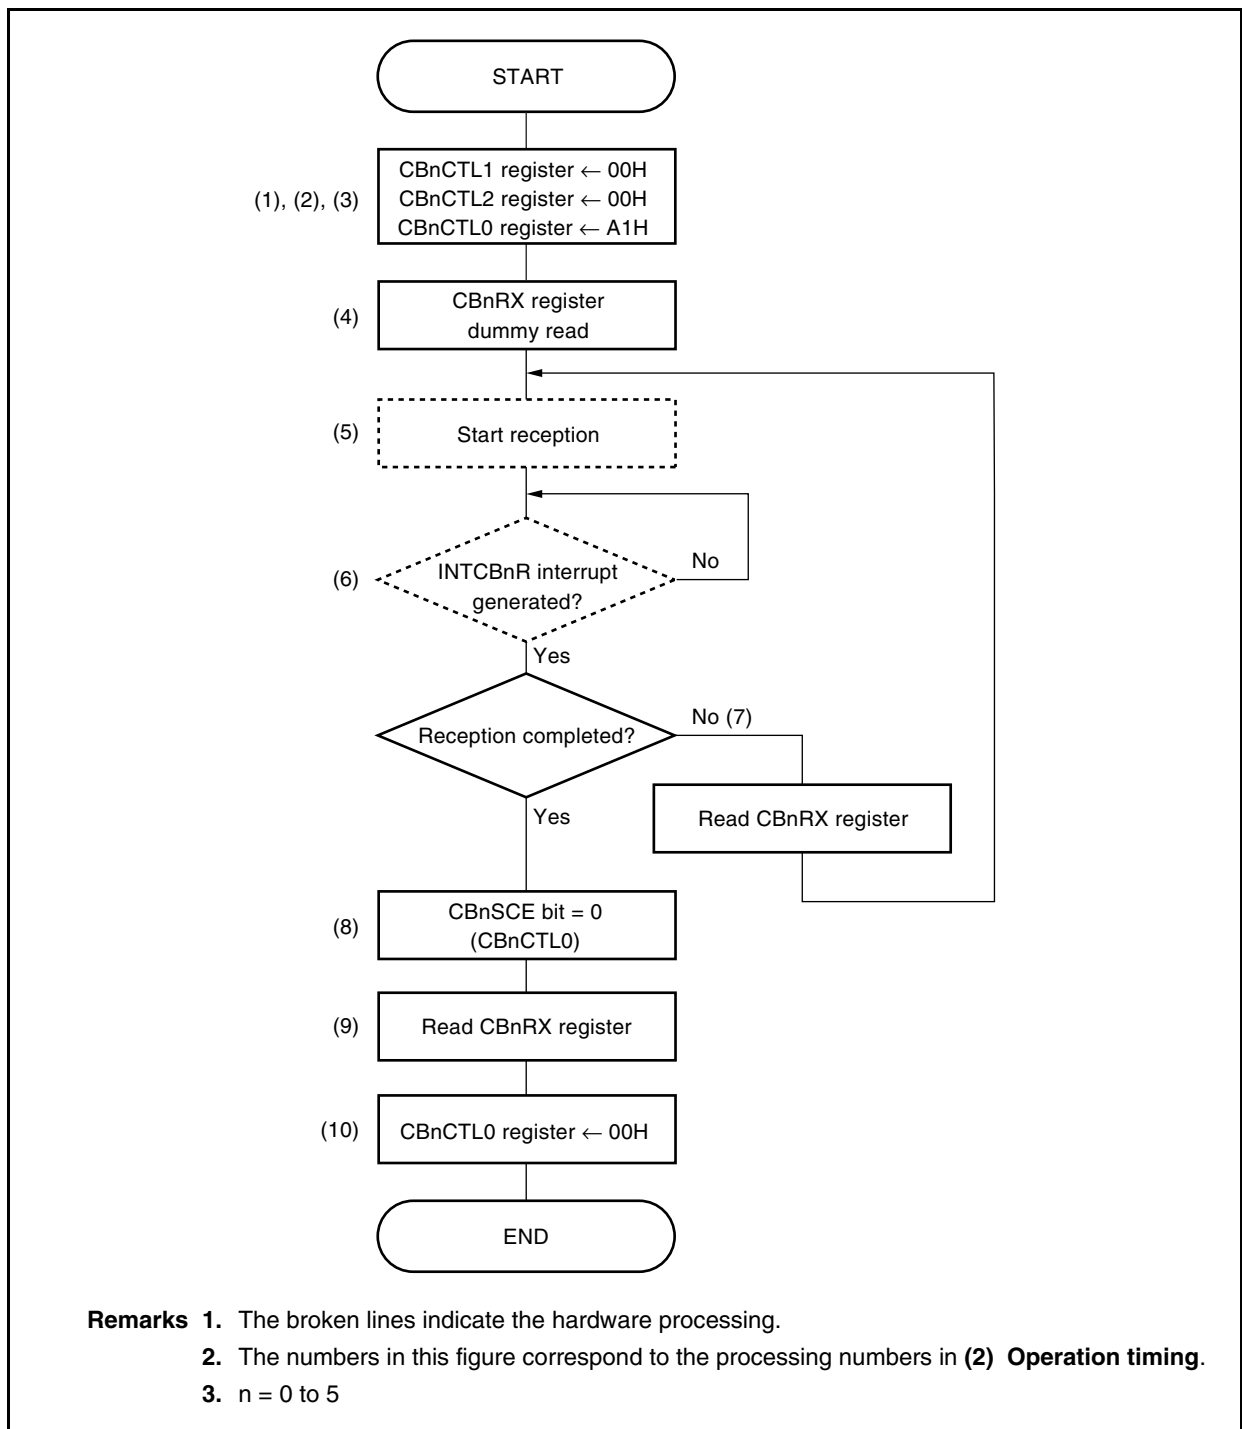 START
(1), (2), (3)
CBnCTL1 register ← 00H
CBnCTL2 register ← 00H
CBnCTL0 register ← A1H
(4)
CBnRX register
dummy read
(5)
Start reception
(6)
INTCBnR interrupt
generated?
No
Yes
Reception completed?
No (7)
Read CBnRX register
Yes
(8)
CBnSCE bit = 0
(CBnCTL0)
(9)
Read CBnRX register
(10)
CBnCTL0 register ← 00H
END
Remarks 1. The broken lines indicate the hardware processing.
2. The numbers in this figure correspond to the processing numbers in (2) Operation timing.
3. n = 0 to 5